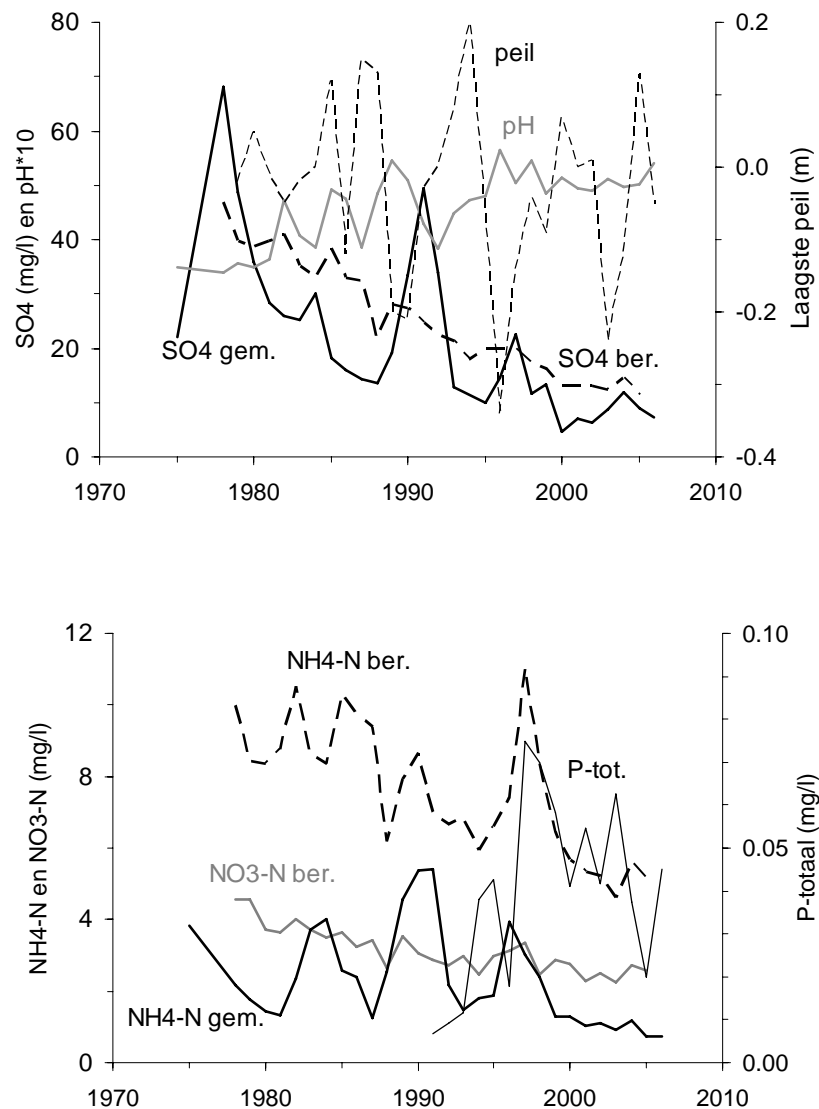 80
60
40
20
0
SO4 (mg/l) en pH*10
0.2
0.0
-0.2
-0.4
Laagste peil (m)
peil
pH
SO4 gem.
SO4 ber.
1970 1980 1990 2000 2010
12
8
4
0
NH4-N en NO3-N (mg/l)
0.10
0.05
0.00
P-totaal (mg/l)
NH4-N ber.
P-tot.
NO3-N ber.
NH4-N gem.
1970 1980 1990 2000 2010